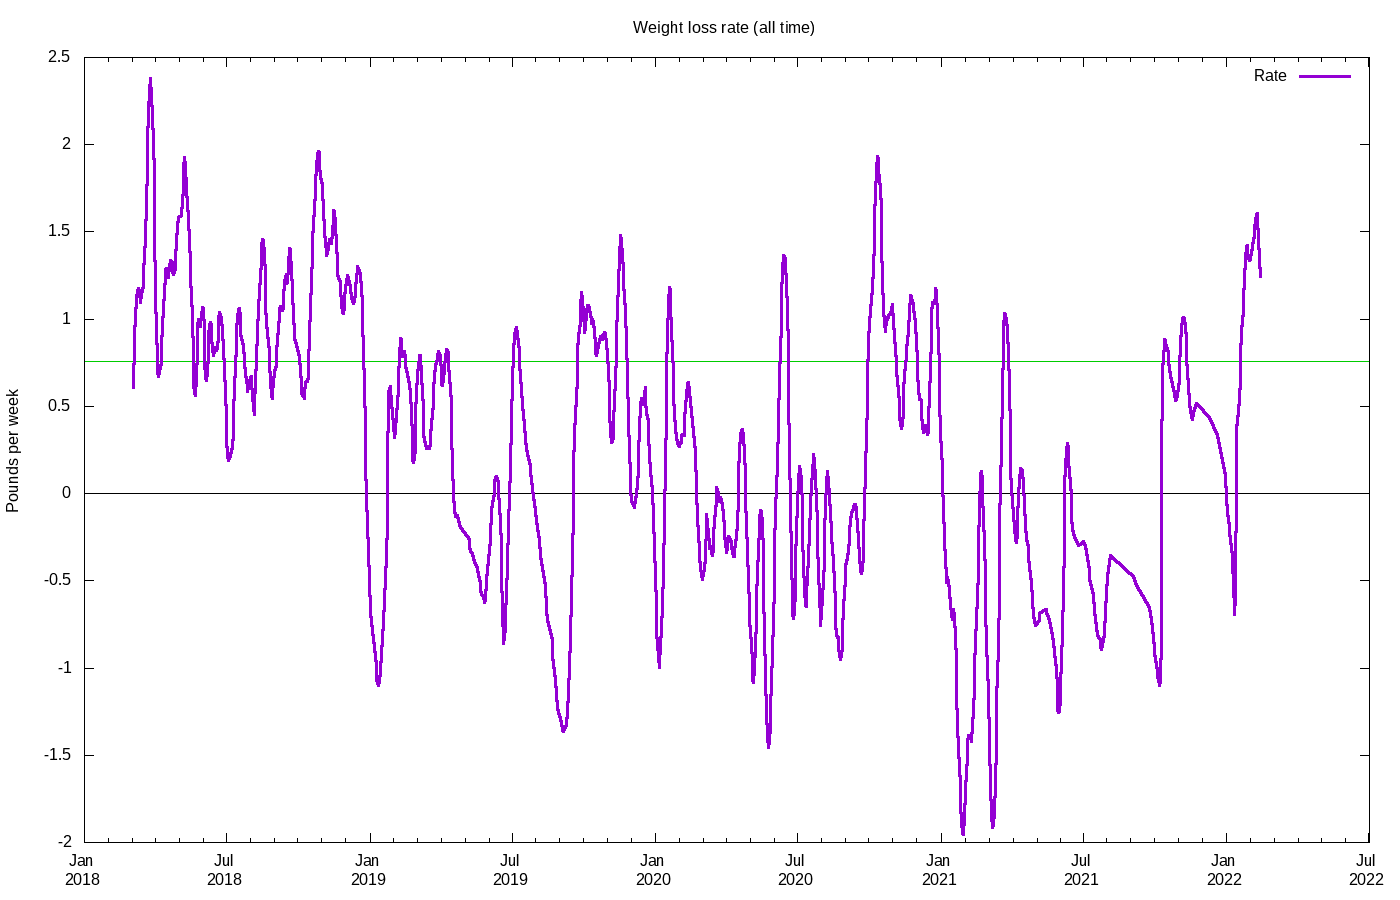 Weight loss rate (all time)
Rate
Pounds per week
2.5
2
1.5
1
0.5
0
-0.5
-1
-1.5
-2
Jan 2018
Jul 2018
Jan 2019
Jul 2019
Jan 2020
Jul 2020
Jan 2021
Jul 2021
Jan 2022
Jul 2022